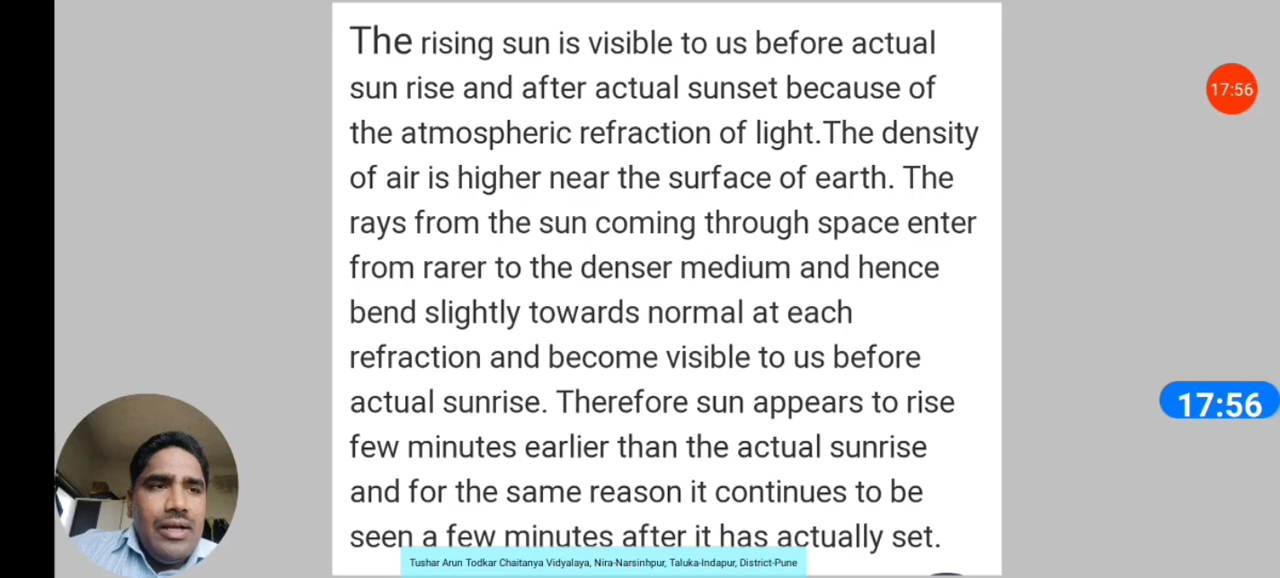 The rising sun is visible to us before actual
sun rise and after actual sunset because of
the atmospheric refraction of light.The density
of air is higher near the surface of earth. The
rays from the sun coming through space enter
from rarer to the denser medium and hence
bend slightly towards normal at each
refraction and become visible to us before
actual sunrise. Therefore sun appears to rise
few minutes earlier than the actual sunrise
and for the same reason it continues to be
seen a few minutes after it has actually set.
Tushar Arun Todkar Chaitanya Vidyalaya, Nira-Narsinhpur, Taluka-Indapur, District-Pune
17:56
17:56